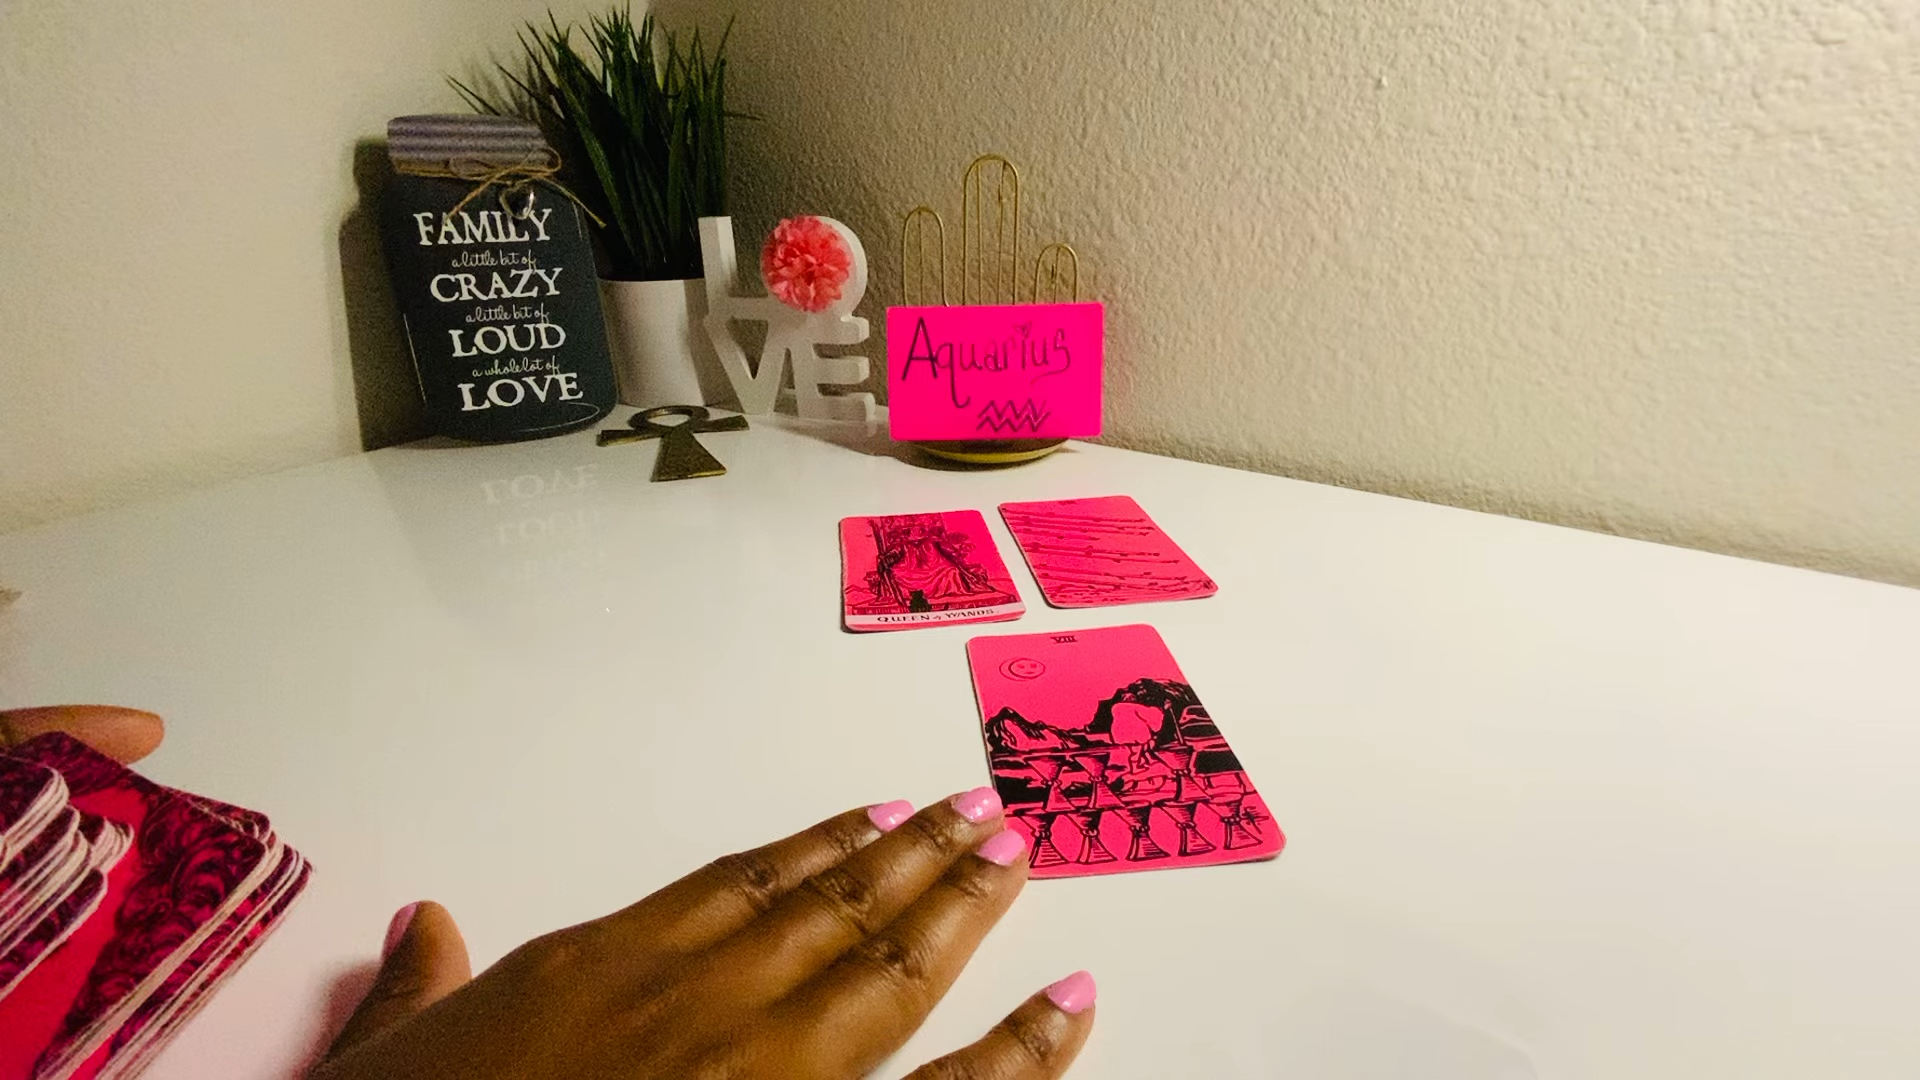 FAMILY
a little bit of
CRAZY
a little bit of
LOUD
a whole lot of
LOVE
LOVE
Aquarius
QUEEN of WANDS.
VIII